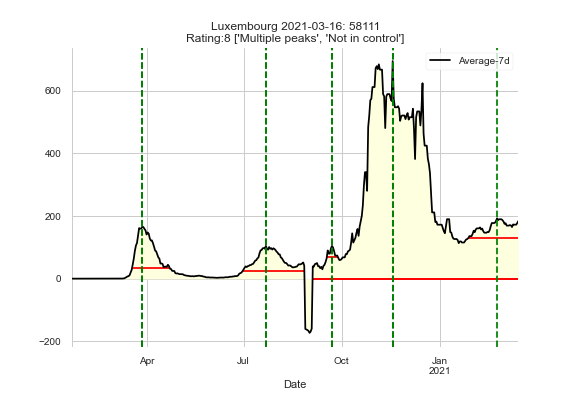 Luxembourg 2021-03-16: 58111
Rating:8 ['Multiple peaks', 'Not in control']
Average-7d
600
400
200
0
−200
Apr
Jul
Oct
Jan
2021
Date